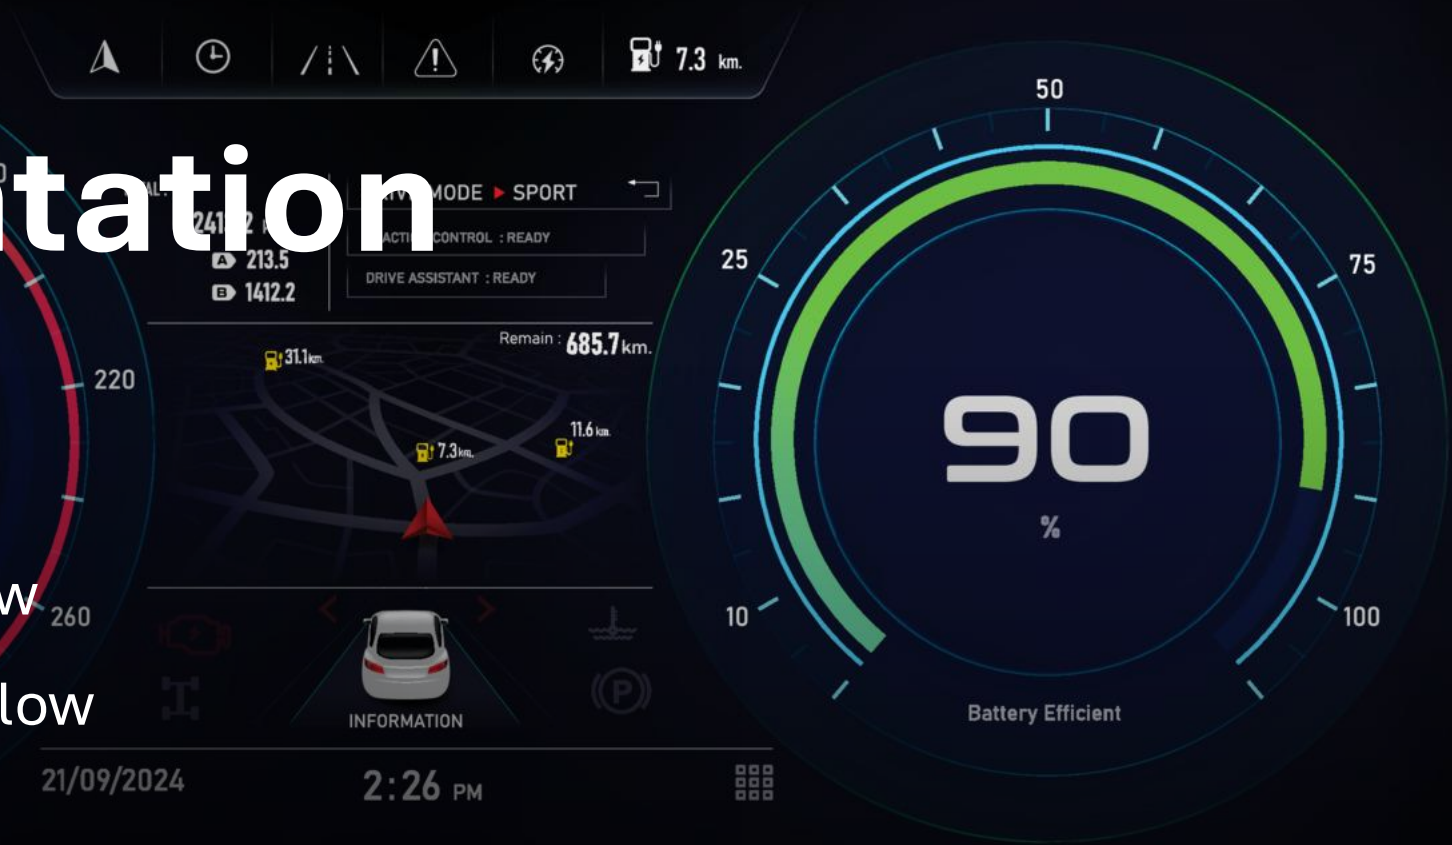 7.3 km.
tation
MODE ▶ SPORT
CONTROL : READY
A 213.5
DRIVE ASSISTANT : READY
B 1412.2
Remain : 685.7 km.
31.1 km.
11.6 km.
7.3 km.
220
260
w
low
P
INFORMATION
21/09/2024
2:26 PM
50
25
75
90
%
10
100
Battery Efficient